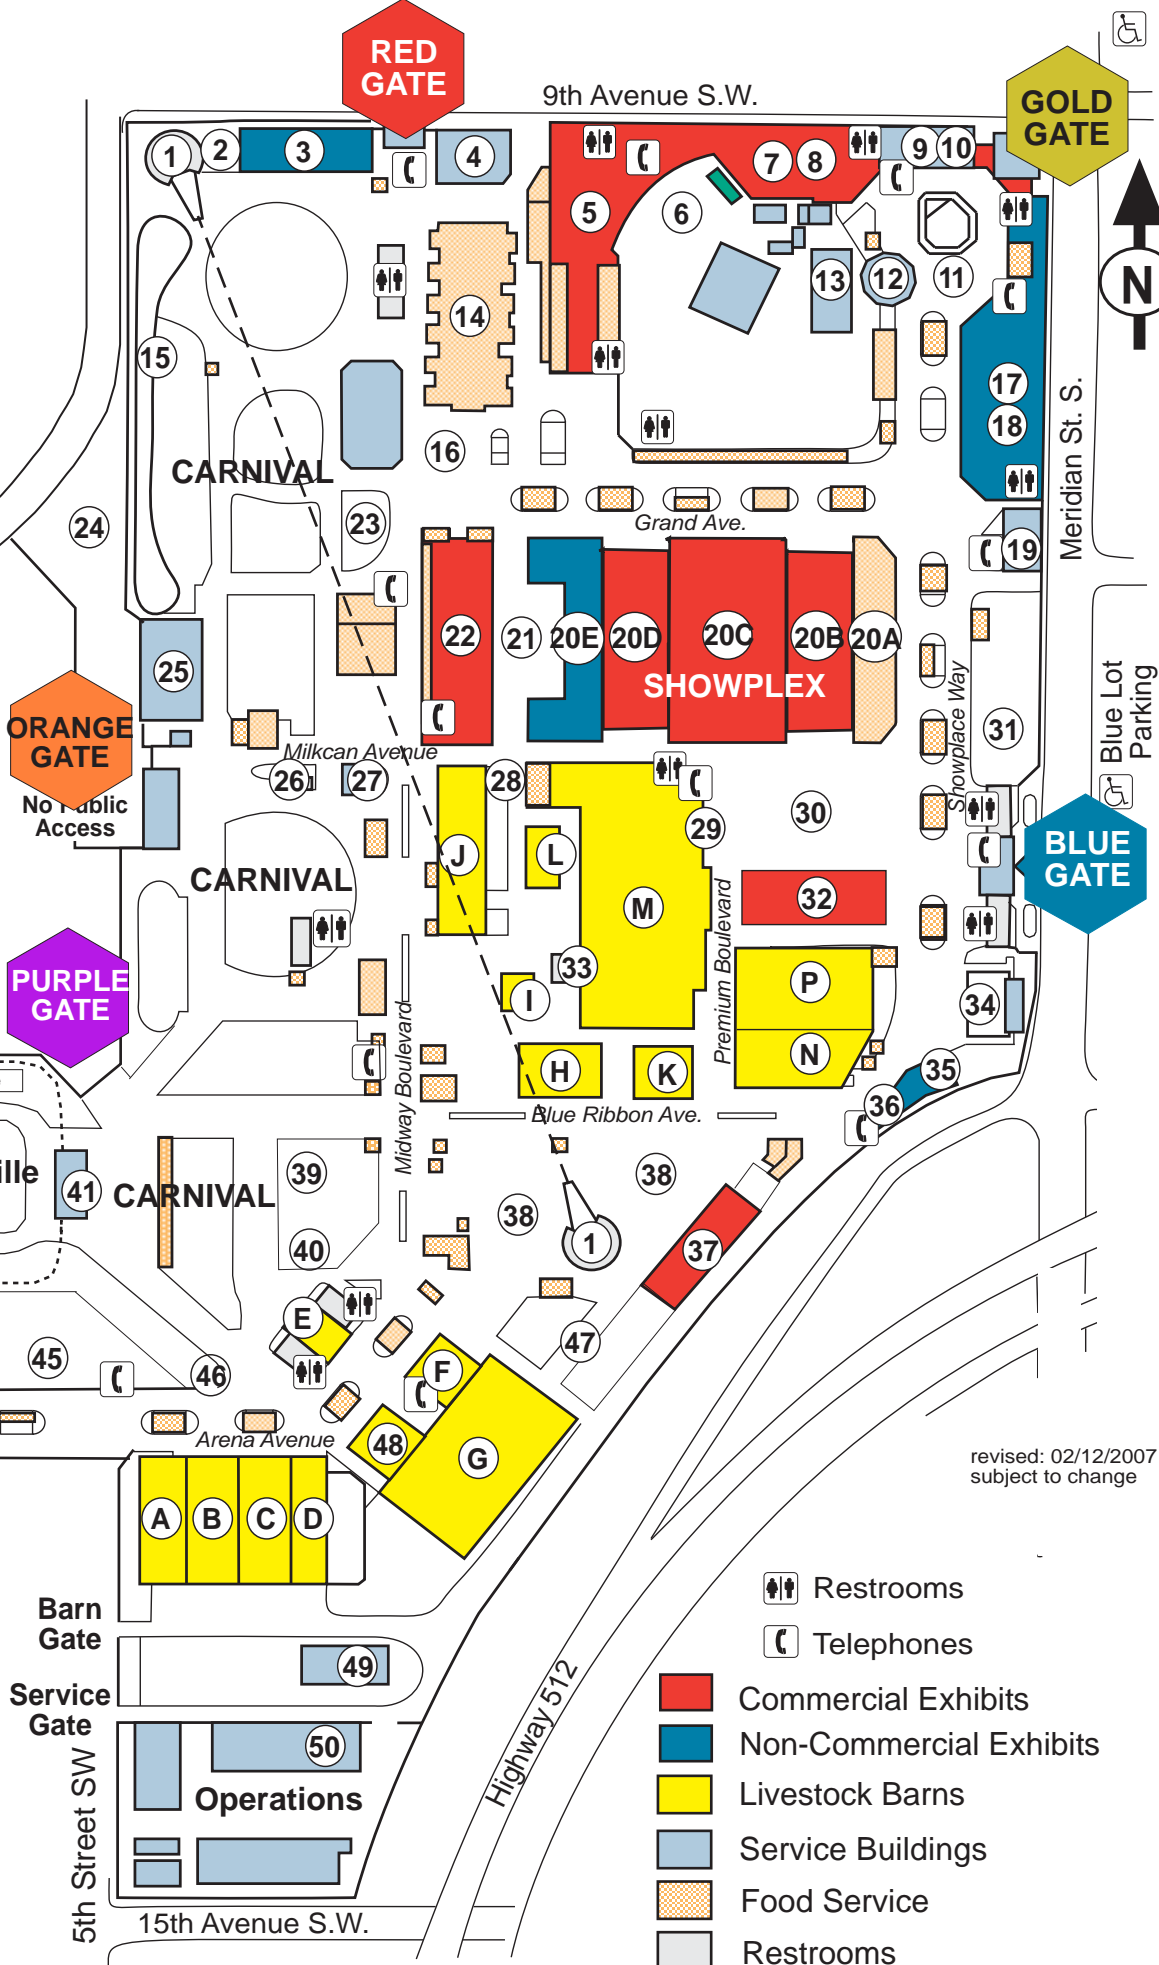 RED
GATE
9th Avenue S.W.
GOLD
GATE
1
2
3
4
5
6
7
8
9
10
11
12
13
14
15
16
17
18
N
Meridian St. S.
CARNIVAL
Grand Ave.
19
20A
20B
20C
20D
20E
21
22
23
24
25
SHOWPLEX
ORANGE
GATE
No Public
Access
Milkcan Avenue
26
27
28
29
30
31
Showplace Way
Blue Lot
Parking
BLUE
GATE
CARNIVAL
J
L
M
32
33
I
P
N
H
K
34
35
36
Premium Boulevard
Midway Boulevard
Blue Ribbon Ave.
PURPLE
GATE
ille
41
CARNIVAL
39
40
38
38
1
37
E
45
46
47
F
48
G
Arena Avenue
A
B
C
D
revised: 02/12/2007
subject to change
Barn
Gate
49
Service
Gate
50
Operations
5th Street SW
15th Avenue S.W.
Highway 512
Restrooms
Telephones
Commercial Exhibits
Non-Commercial Exhibits
Livestock Barns
Service Buildings
Food Service
Restrooms